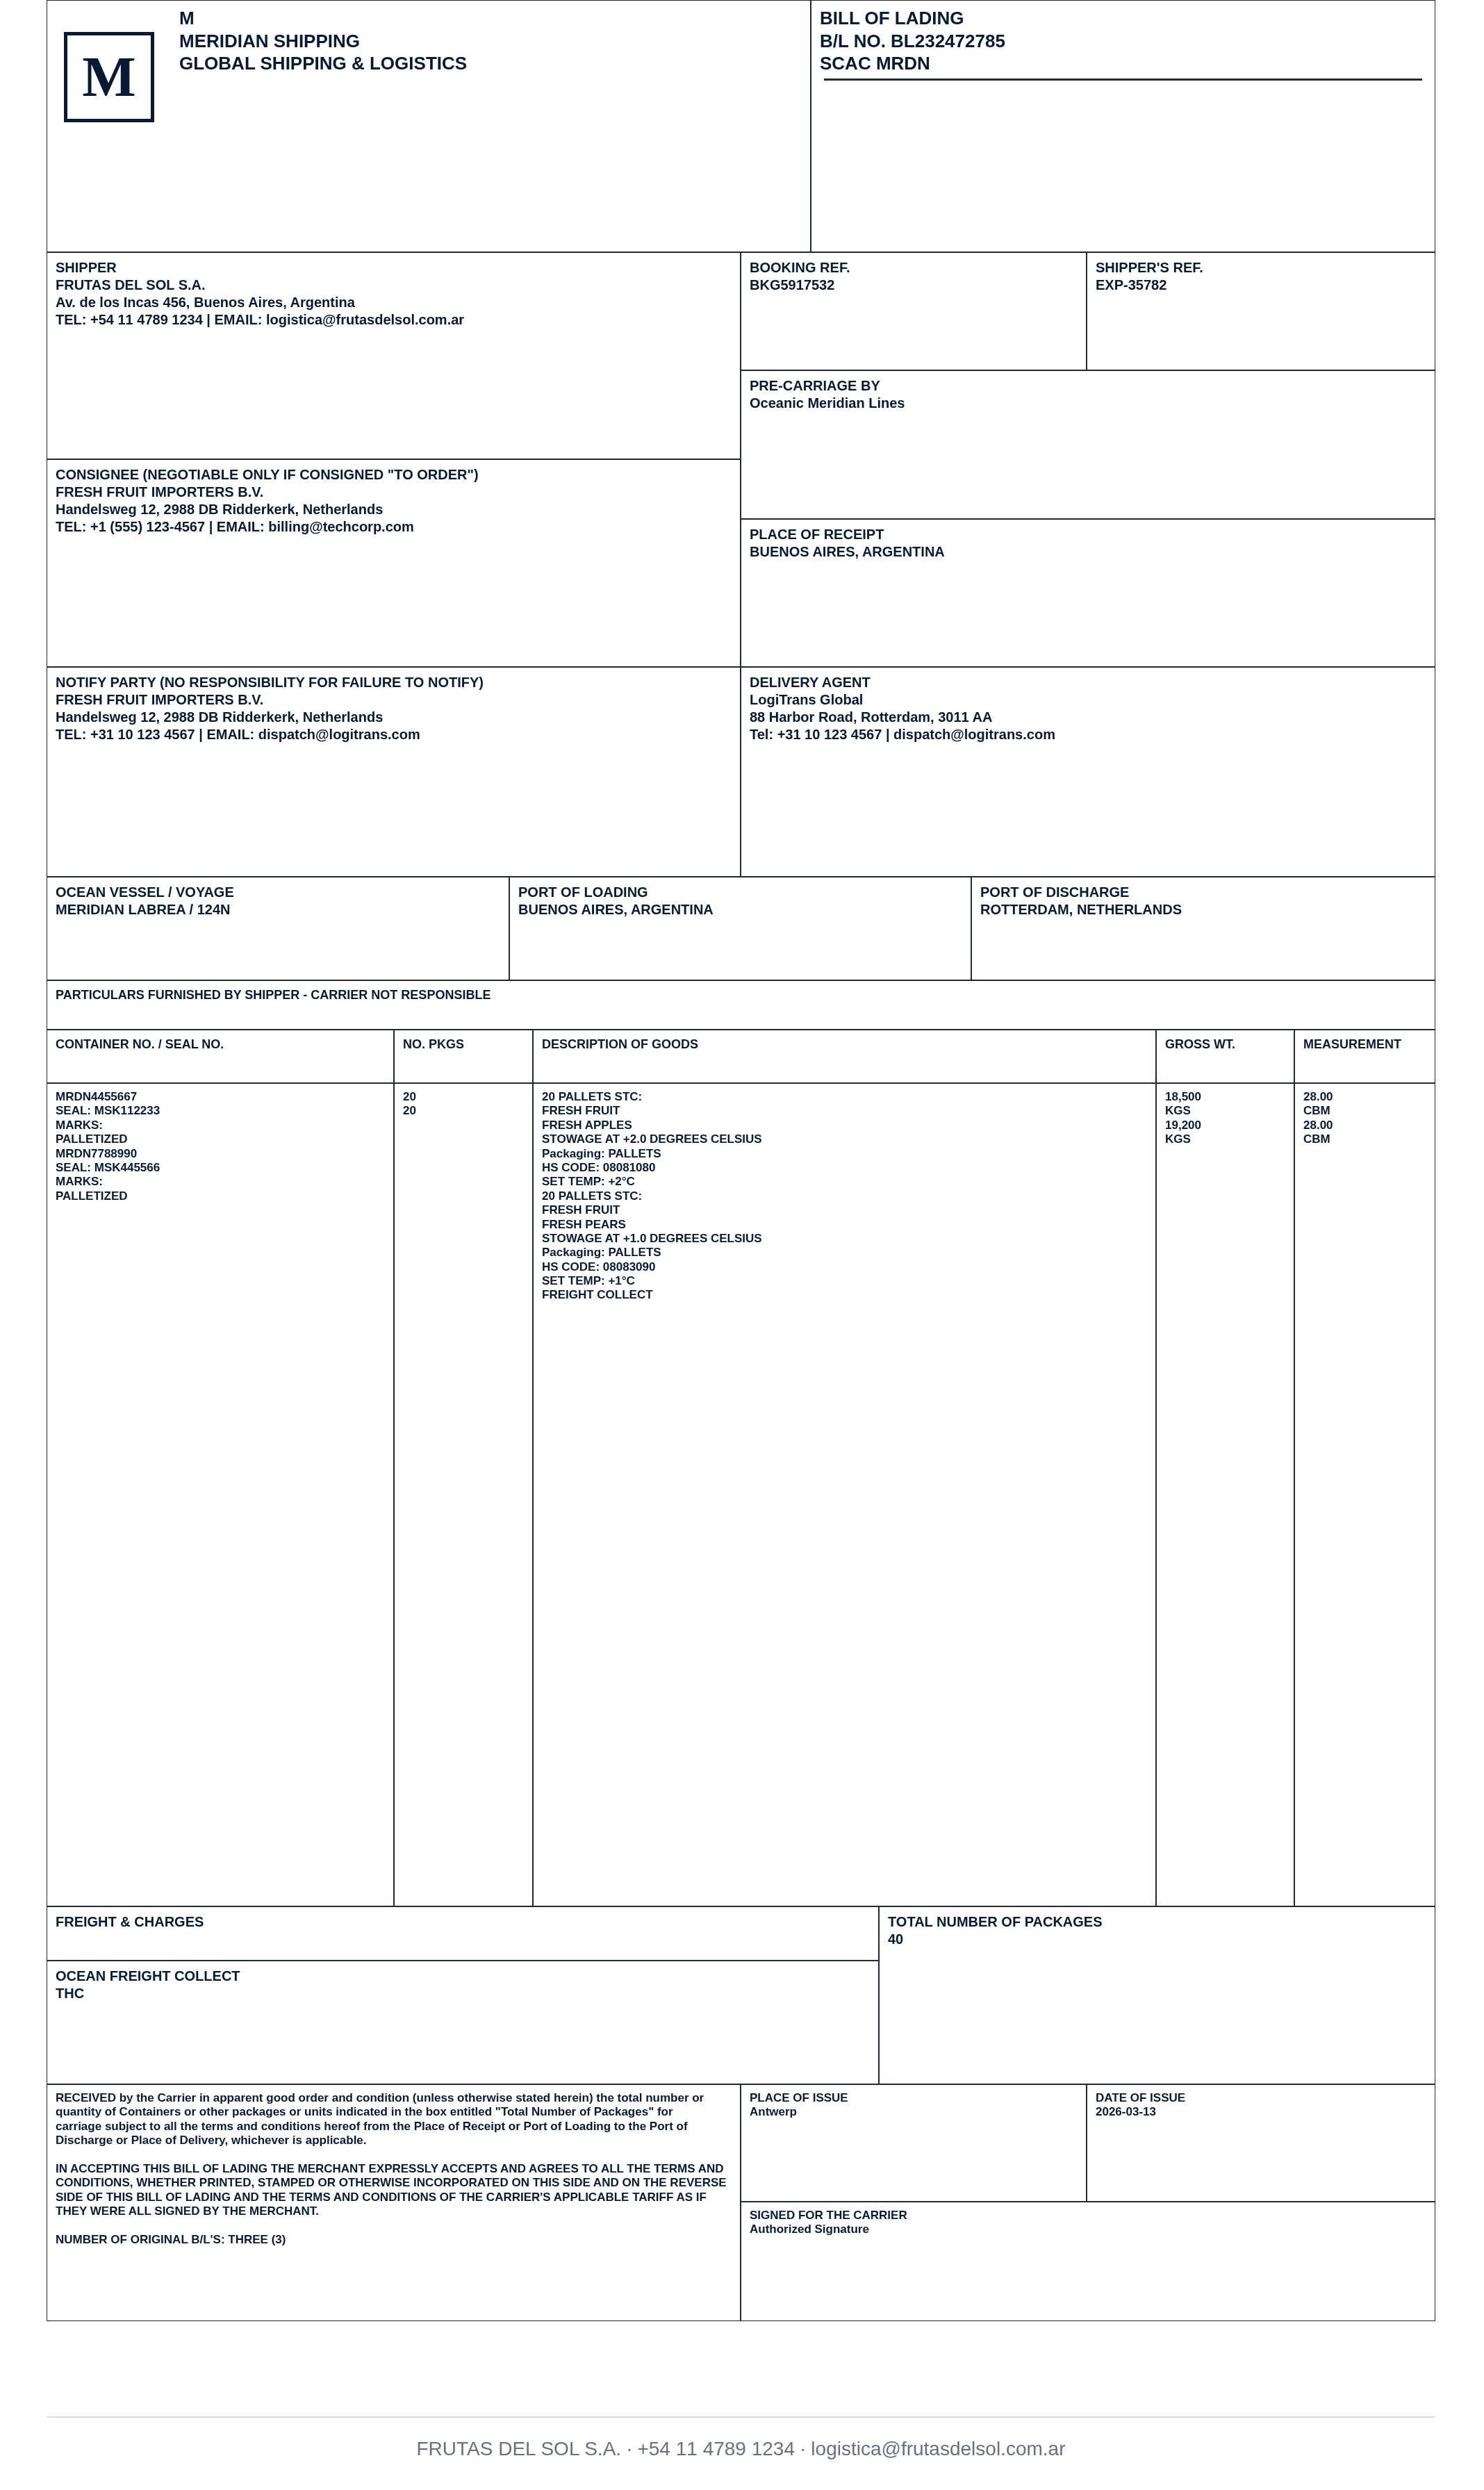 M
M
MERIDIAN SHIPPING
GLOBAL SHIPPING & LOGISTICS
BILL OF LADING
B/L NO. BL232472785
SCAC MRDN
SHIPPER
FRUTAS DEL SOL S.A.
Av. de los Incas 456, Buenos Aires, Argentina
TEL: +54 11 4789 1234 | EMAIL: logistica@frutasdelsol.com.ar
BOOKING REF.
BKG5917532
SHIPPER'S REF.
EXP-35782
PRE-CARRIAGE BY
Oceanic Meridian Lines
CONSIGNEE (NEGOTIABLE ONLY IF CONSIGNED "TO ORDER")
FRESH FRUIT IMPORTERS B.V.
Handelsweg 12, 2988 DB Ridderkerk, Netherlands
TEL: +1 (555) 123-4567 | EMAIL: billing@techcorp.com
PLACE OF RECEIPT
BUENOS AIRES, ARGENTINA
NOTIFY PARTY (NO RESPONSIBILITY FOR FAILURE TO NOTIFY)
FRESH FRUIT IMPORTERS B.V.
Handelsweg 12, 2988 DB Ridderkerk, Netherlands
TEL: +31 10 123 4567 | EMAIL: dispatch@logitrans.com
DELIVERY AGENT
LogiTrans Global
88 Harbor Road, Rotterdam, 3011 AA
Tel: +31 10 123 4567 | dispatch@logitrans.com
OCEAN VESSEL / VOYAGE
MERIDIAN LABREA / 124N
PORT OF LOADING
BUENOS AIRES, ARGENTINA
PORT OF DISCHARGE
ROTTERDAM, NETHERLANDS
PARTICULARS FURNISHED BY SHIPPER - CARRIER NOT RESPONSIBLE
CONTAINER NO. / SEAL NO.
NO. PKGS
DESCRIPTION OF GOODS
GROSS WT.
MEASUREMENT
MRDN4455667
SEAL: MSK112233
MARKS:
PALLETIZED
MRDN7788990
SEAL: MSK445566
MARKS:
PALLETIZED
20
20
20 PALLETS STC:
FRESH FRUIT
FRESH APPLES
STOWAGE AT +2.0 DEGREES CELSIUS
Packaging: PALLETS
HS CODE: 08081080
SET TEMP: +2°C
20 PALLETS STC:
FRESH FRUIT
FRESH PEARS
STOWAGE AT +1.0 DEGREES CELSIUS
Packaging: PALLETS
HS CODE: 08083090
SET TEMP: +1°C
FREIGHT COLLECT
18,500
KGS
19,200
KGS
28.00
CBM
28.00
CBM
FREIGHT & CHARGES
OCEAN FREIGHT COLLECT
THC
TOTAL NUMBER OF PACKAGES
40
RECEIVED by the Carrier in apparent good order and condition (unless otherwise stated herein) the total number or
quantity of Containers or other packages or units indicated in the box entitled "Total Number of Packages" for
carriage subject to all the terms and conditions hereof from the Place of Receipt or Port of Loading to the Port of
Discharge or Place of Delivery, whichever is applicable.
IN ACCEPTING THIS BILL OF LADING THE MERCHANT EXPRESSLY ACCEPTS AND AGREES TO ALL THE TERMS AND
CONDITIONS, WHETHER PRINTED, STAMPED OR OTHERWISE INCORPORATED ON THIS SIDE AND ON THE REVERSE
SIDE OF THIS BILL OF LADING AND THE TERMS AND CONDITIONS OF THE CARRIER'S APPLICABLE TARIFF AS IF
THEY WERE ALL SIGNED BY THE MERCHANT.
NUMBER OF ORIGINAL B/L'S: THREE (3)
PLACE OF ISSUE
Antwerp
DATE OF ISSUE
2026-03-13
SIGNED FOR THE CARRIER
Authorized Signature
FRUTAS DEL SOL S.A. · +54 11 4789 1234 · logistica@frutasdelsol.com.ar